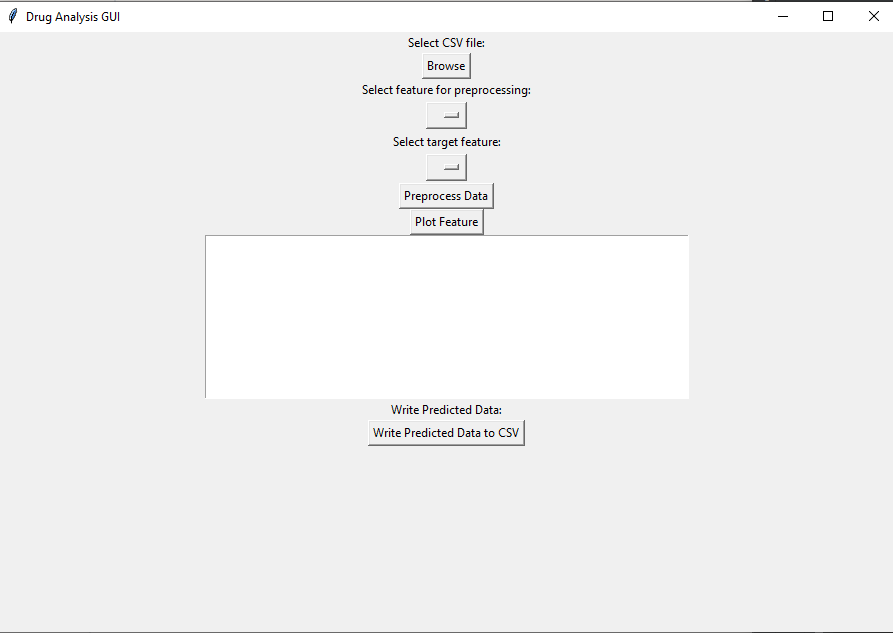 Drug Analysis GUI
Select CSV file:
Browse
Select feature for preprocessing:
Select target feature:
Preprocess Data
Plot Feature
Write Predicted Data:
Write Predicted Data to CSV